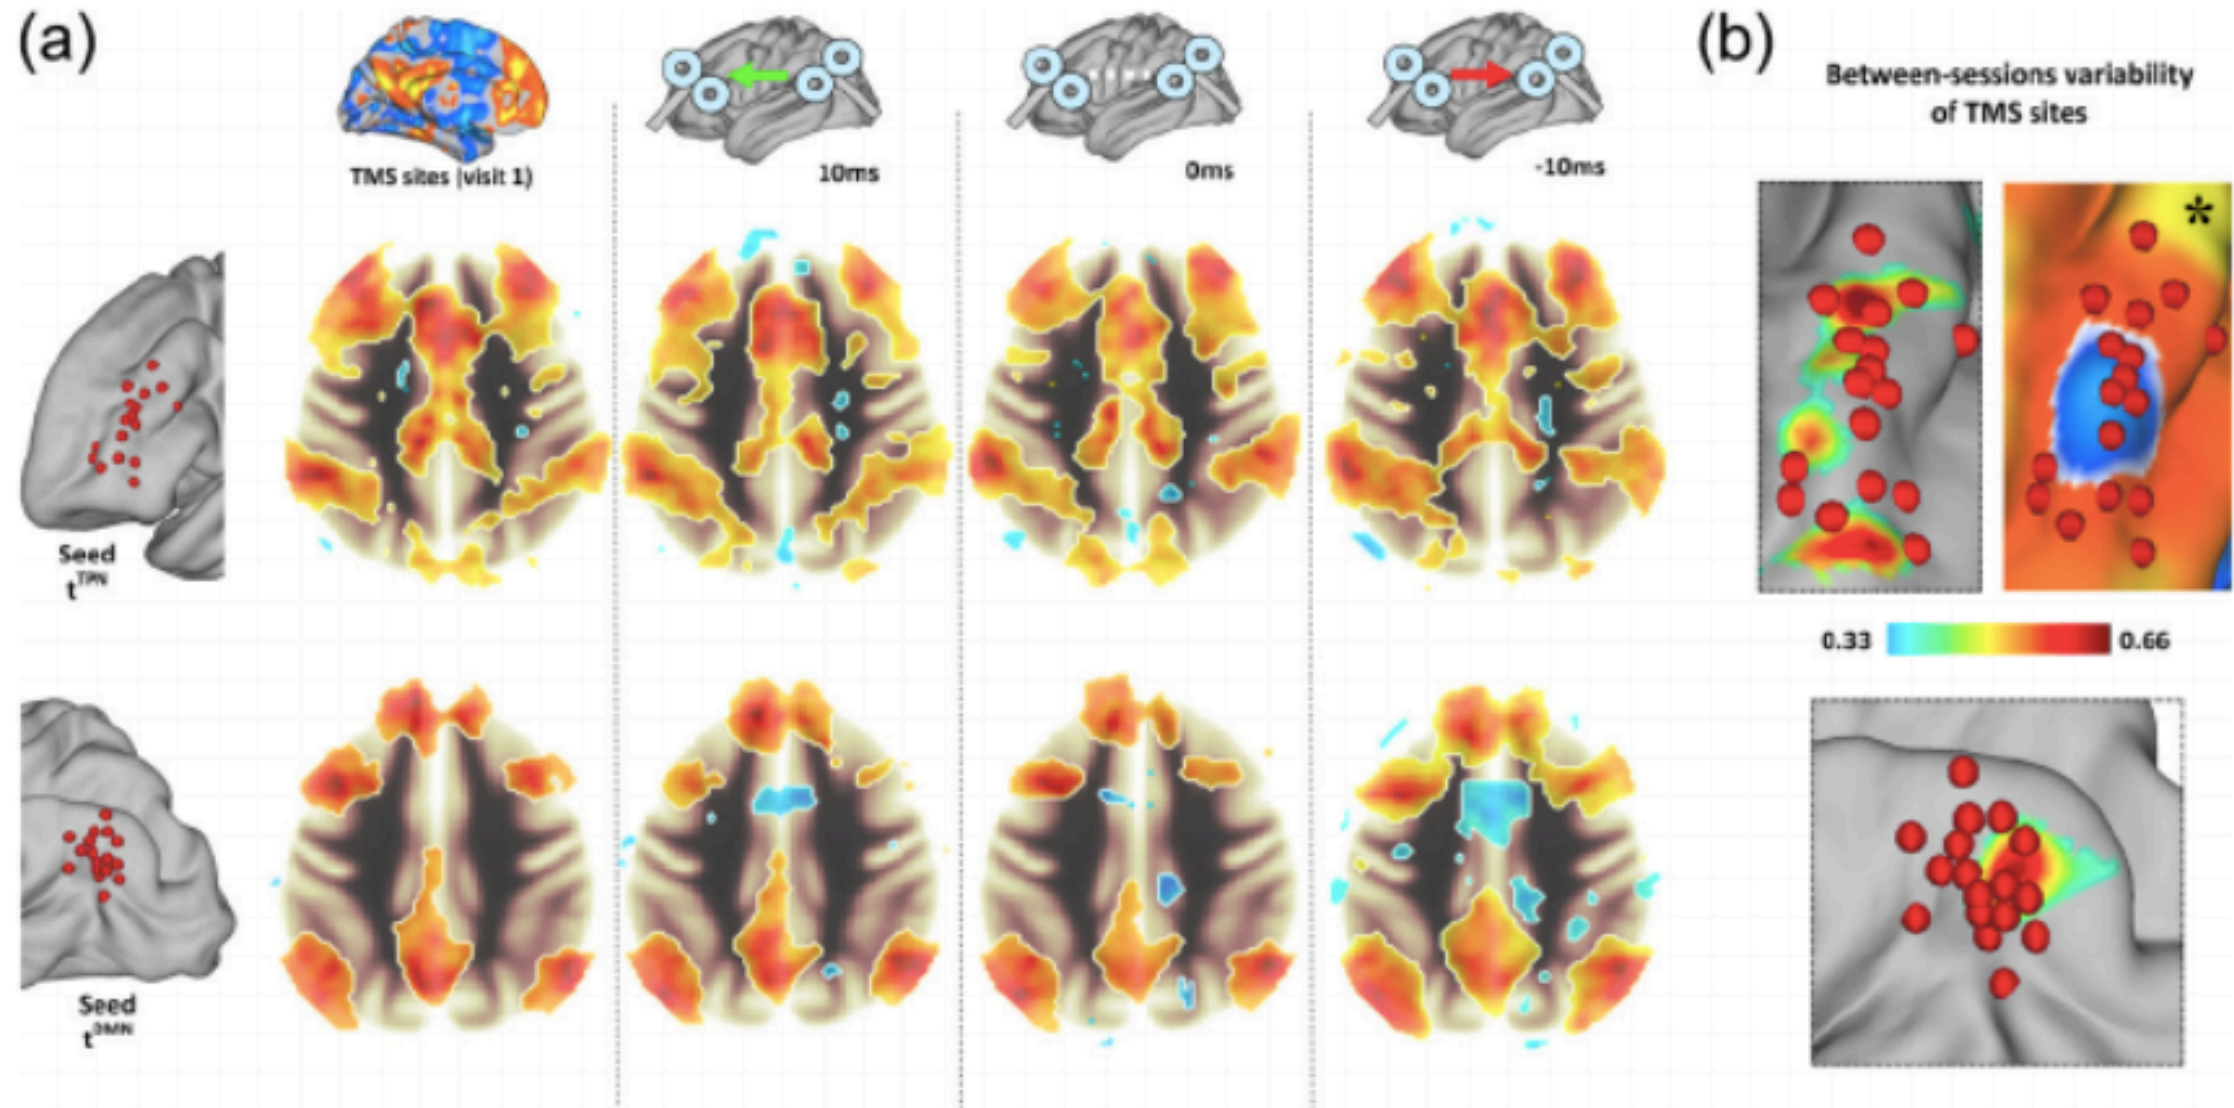 (a)
(b)
Between-sessions variability
of TMS sites
TMS sites (visit 1)
10ms
0ms
-10ms
*
Seed
tTPN
0.33
0.66
Seed
tDMN